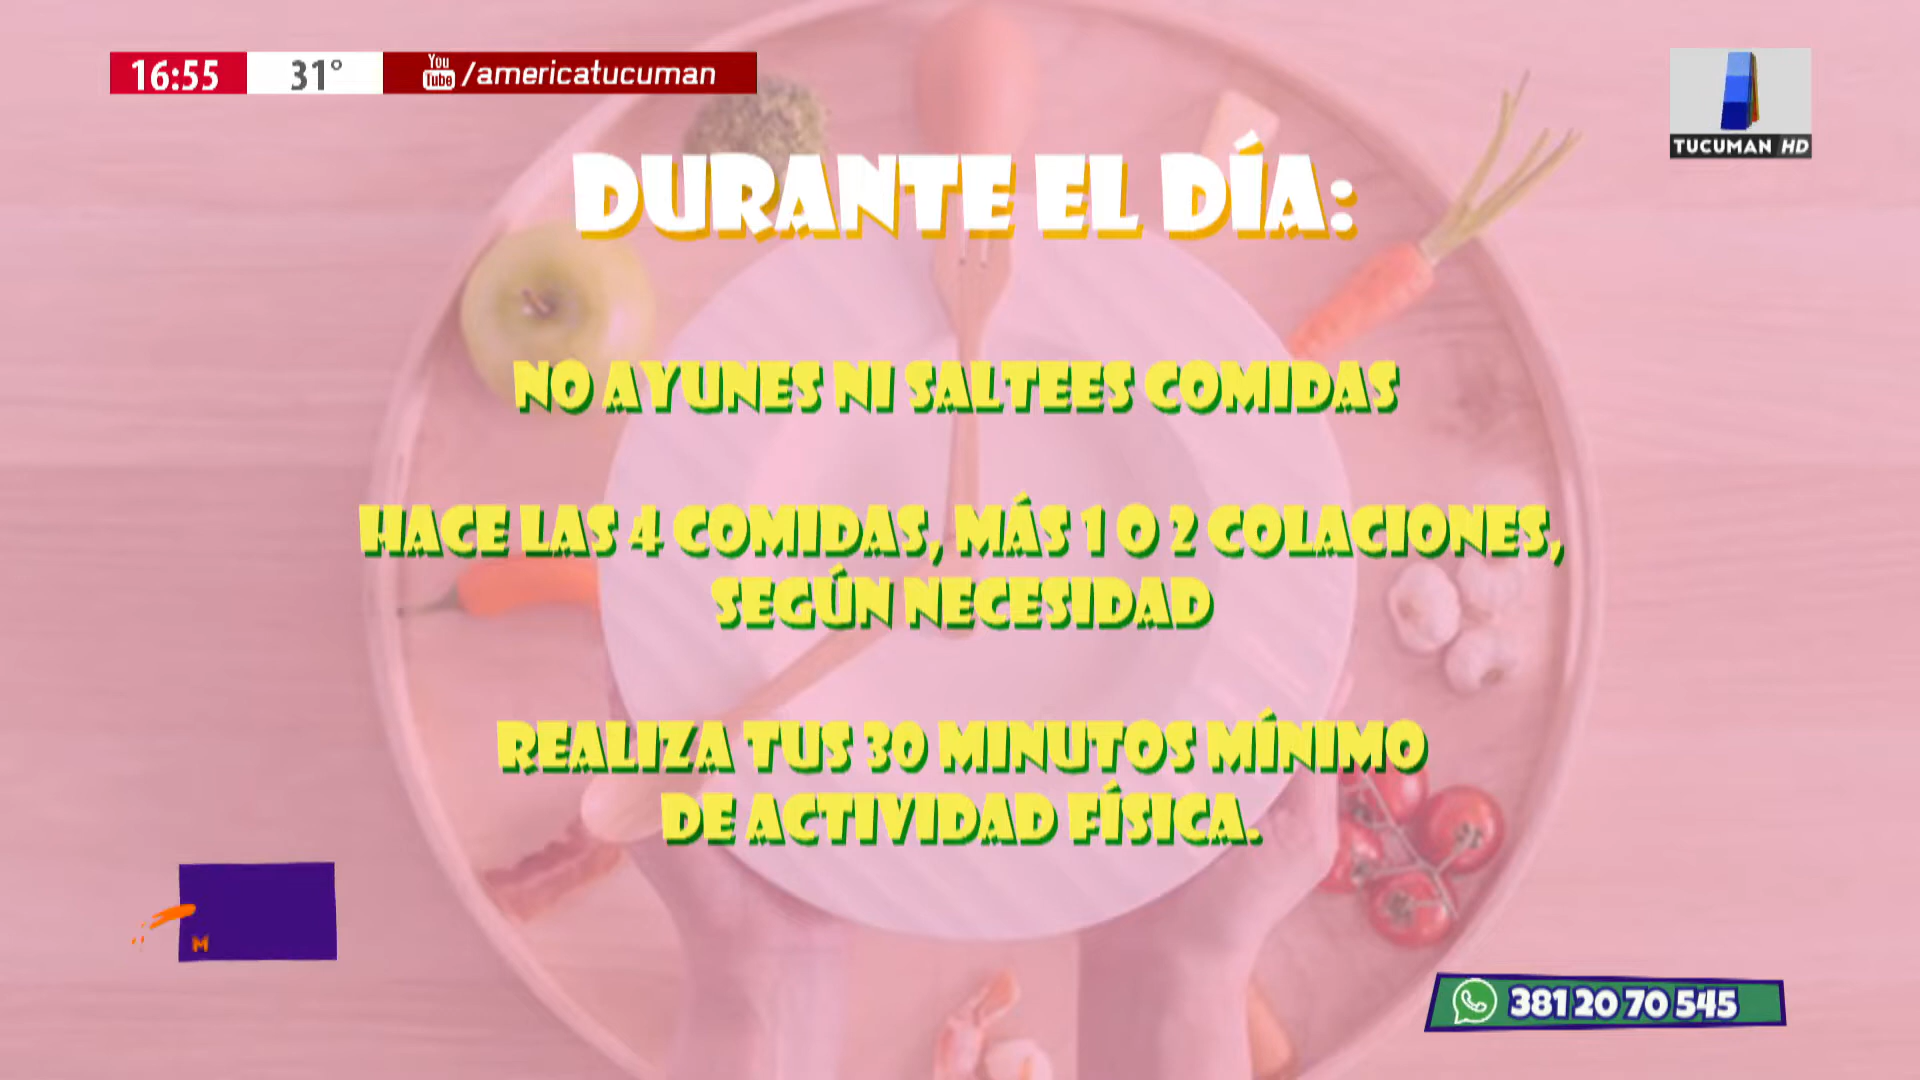 16:55 31° You Tube /americatucuman
TUCUMAN HD
DURANTE EL DÍA:
NO AYUNES NI SALTEES COMIDAS
HACE LAS 4 COMIDAS, MÁS 1 O 2 COLACIONES,
SEGÚN NECESIDAD
REALIZA TUS 30 MINUTOS MÍNIMO
DE ACTIVIDAD FÍSICA.
M
381 20 70 545